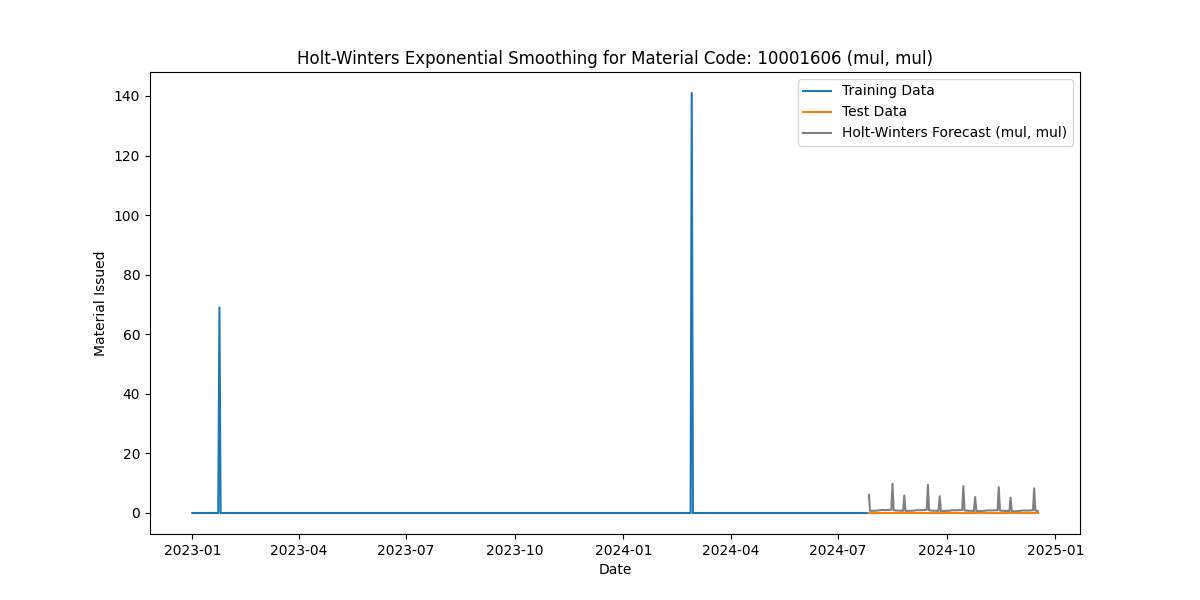 Holt-Winters Exponential Smoothing for Material Code: 10001606 (mul, mul)
Training Data
Test Data
Holt-Winters Forecast (mul, mul)
Material Issued
140
120
100
80
60
40
20
0
2023-01 2023-04 2023-07 2023-10 2024-01 2024-04 2024-07 2024-10 2025-01
Date